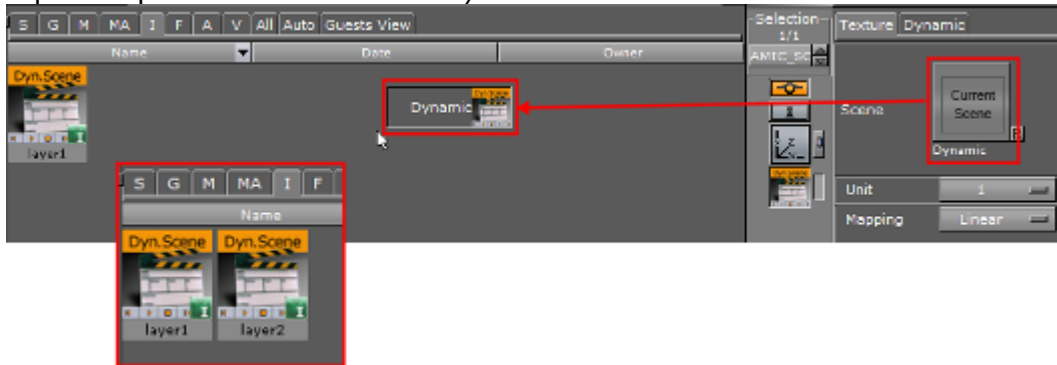 S G M MA I F A V All Auto Guests View
Name Date Owner
Dyn.Scene
I
layer1
Dynamic
Selection
1/1
AMIC_SC
Texture Dynamic
Scene
Current
Scene
R
Dynamic
Unit 1
Mapping Linear
S G M MA I F
Name
Dyn.Scene Dyn.Scene
I I
layer1 layer2